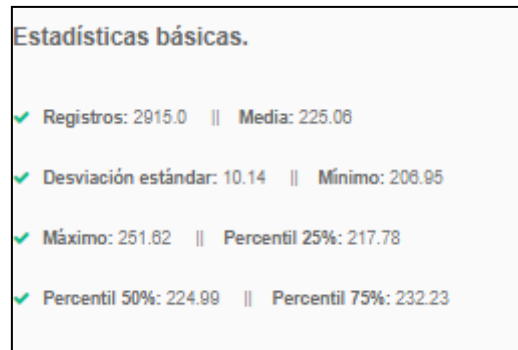 Estadísticas básicas.
Registros: 2915.0 || Media: 225.06
Desviación estándar: 10.14 || Mínimo: 206.95
Máximo: 251.62 || Percentil 25%: 217.78
Percentil 50%: 224.99 || Percentil 75%: 232.23